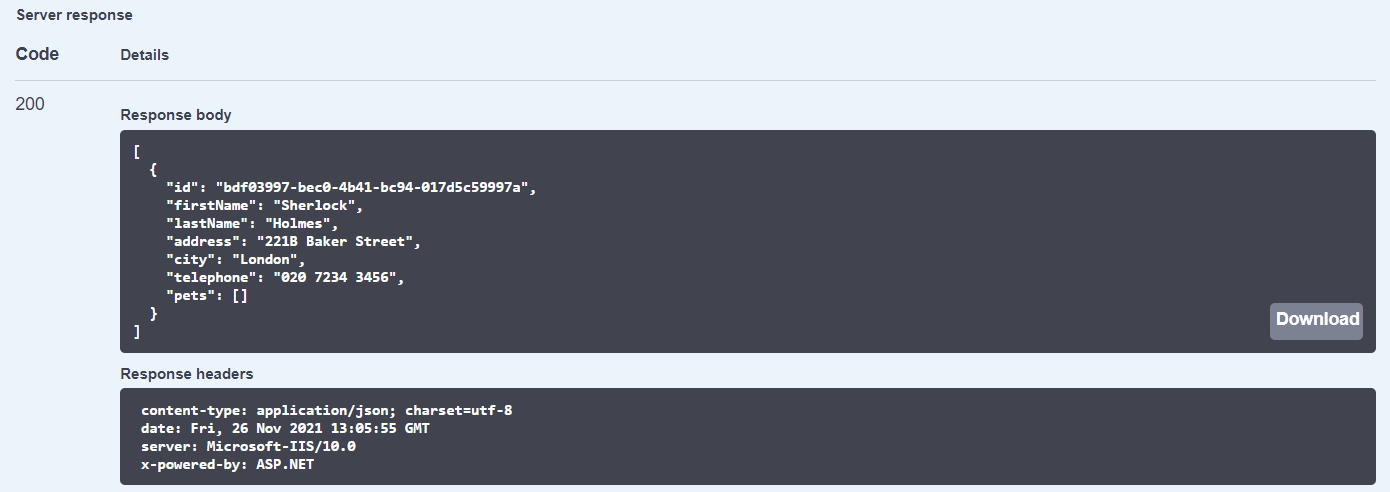 Server response
Code Details
200
Response body
[
  {
    "id": "bdf03997-bec0-4b41-bc94-017d5c59997a",
    "firstName": "Sherlock",
    "lastName": "Holmes",
    "address": "221B Baker Street",
    "city": "London",
    "telephone": "020 7234 3456",
    "pets": []
  }
]
Download
Response headers
content-type: application/json; charset=utf-8
date: Fri, 26 Nov 2021 13:05:55 GMT
server: Microsoft-IIS/10.0
x-powered-by: ASP.NET